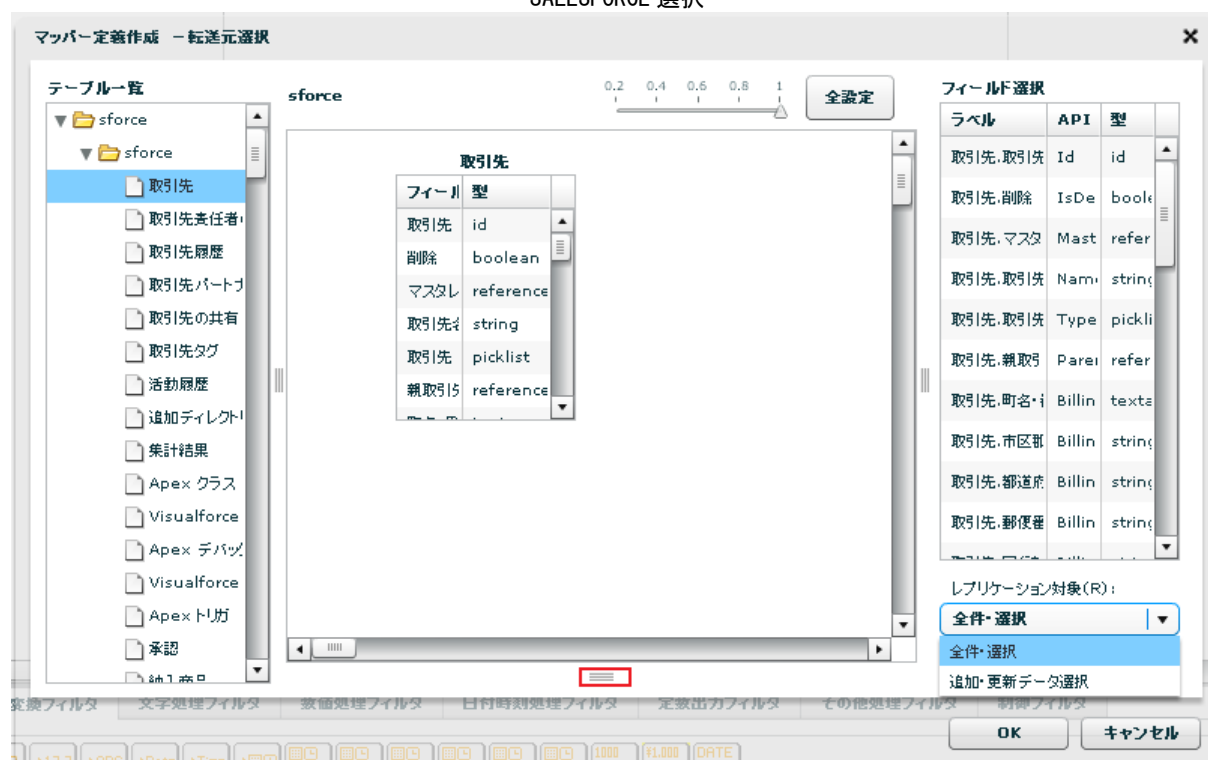 SALESFORCE 選択
マッパー定義作成 －転送元選択
テーブル一覧
sforce
sforce
取引先
取引先責任者
取引先履歴
取引先パートナ
取引先の共有
取引先タグ
活動履歴
追加ディレクトリ
集計結果
Apex クラス
Visualforce
Apex デバッグ
Visualforce
Apex トリガ
承認
納入商品
sforce
0.2 0.4 0.6 0.8 1
全設定
取引先
フィール 型
取引先 id
削除 boolean
マスタレ reference
取引先名 string
取引先 picklist
親取引先 reference
フィールド選択
ラベル API 型
取引先.取引先 Id id
取引先.削除 IsDe boole
取引先.マスタ Mast refer
取引先.取引先 Nam string
取引先.取引先 Type pickli
取引先.親取引 Parei refer
取引先.町名・ Billin texta
取引先.市区郡 Billin string
取引先.都道府 Billin string
取引先.郵便番 Billin string
レプリケーション対象(R):
全件・選択
全件・選択
追加・更新データ選択
変換フィルタ 文字処理フィルタ 数値処理フィルタ 日付時刻処理フィルタ 定数出力フィルタ その他処理フィルタ 制御フィルタ
OK キャンセル
1000 ¥1,000 DATE